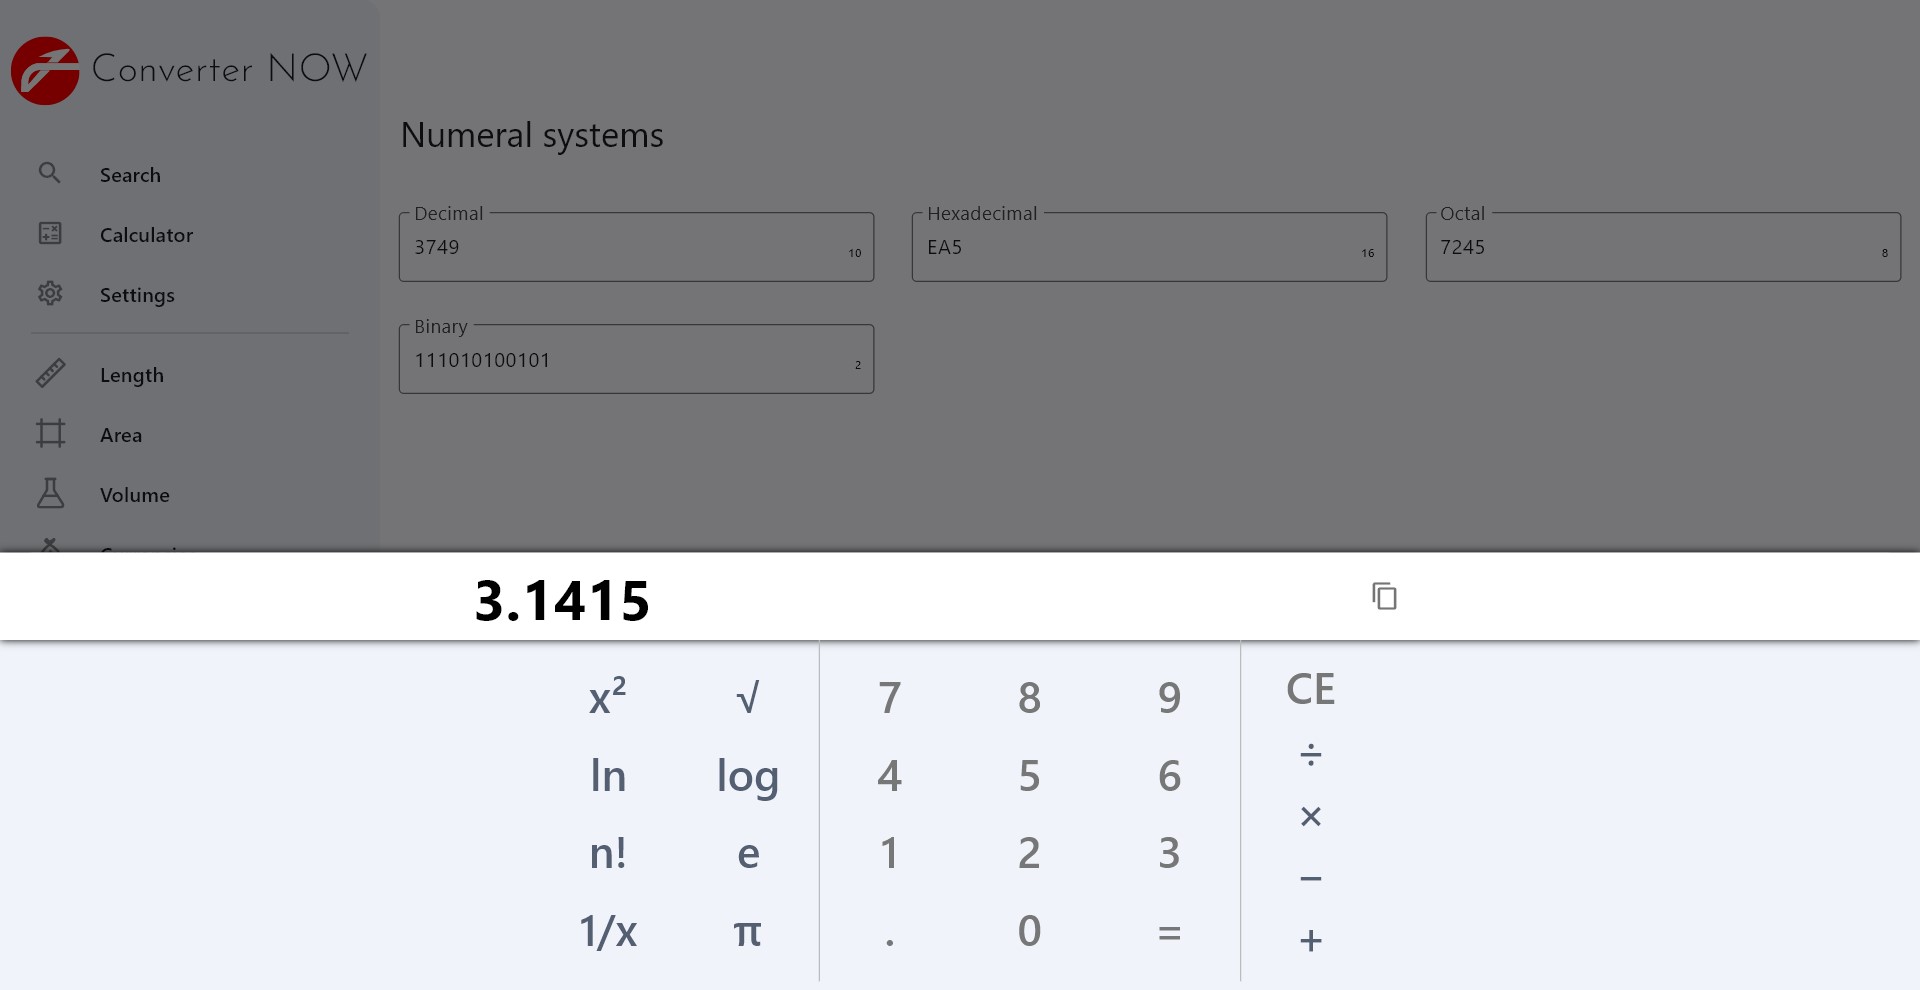 Converter NOW
Search
Calculator
Settings
Length
Area
Volume
Numeral systems
Decimal
3749
10
Hexadecimal
EA5
16
Octal
7245
8
Binary
111010100101
2
3.1415
x² √ 7 8 9 CE
÷
ln log 4 5 6
×
n! e 1 2 3
−
1/x π . 0 =
+